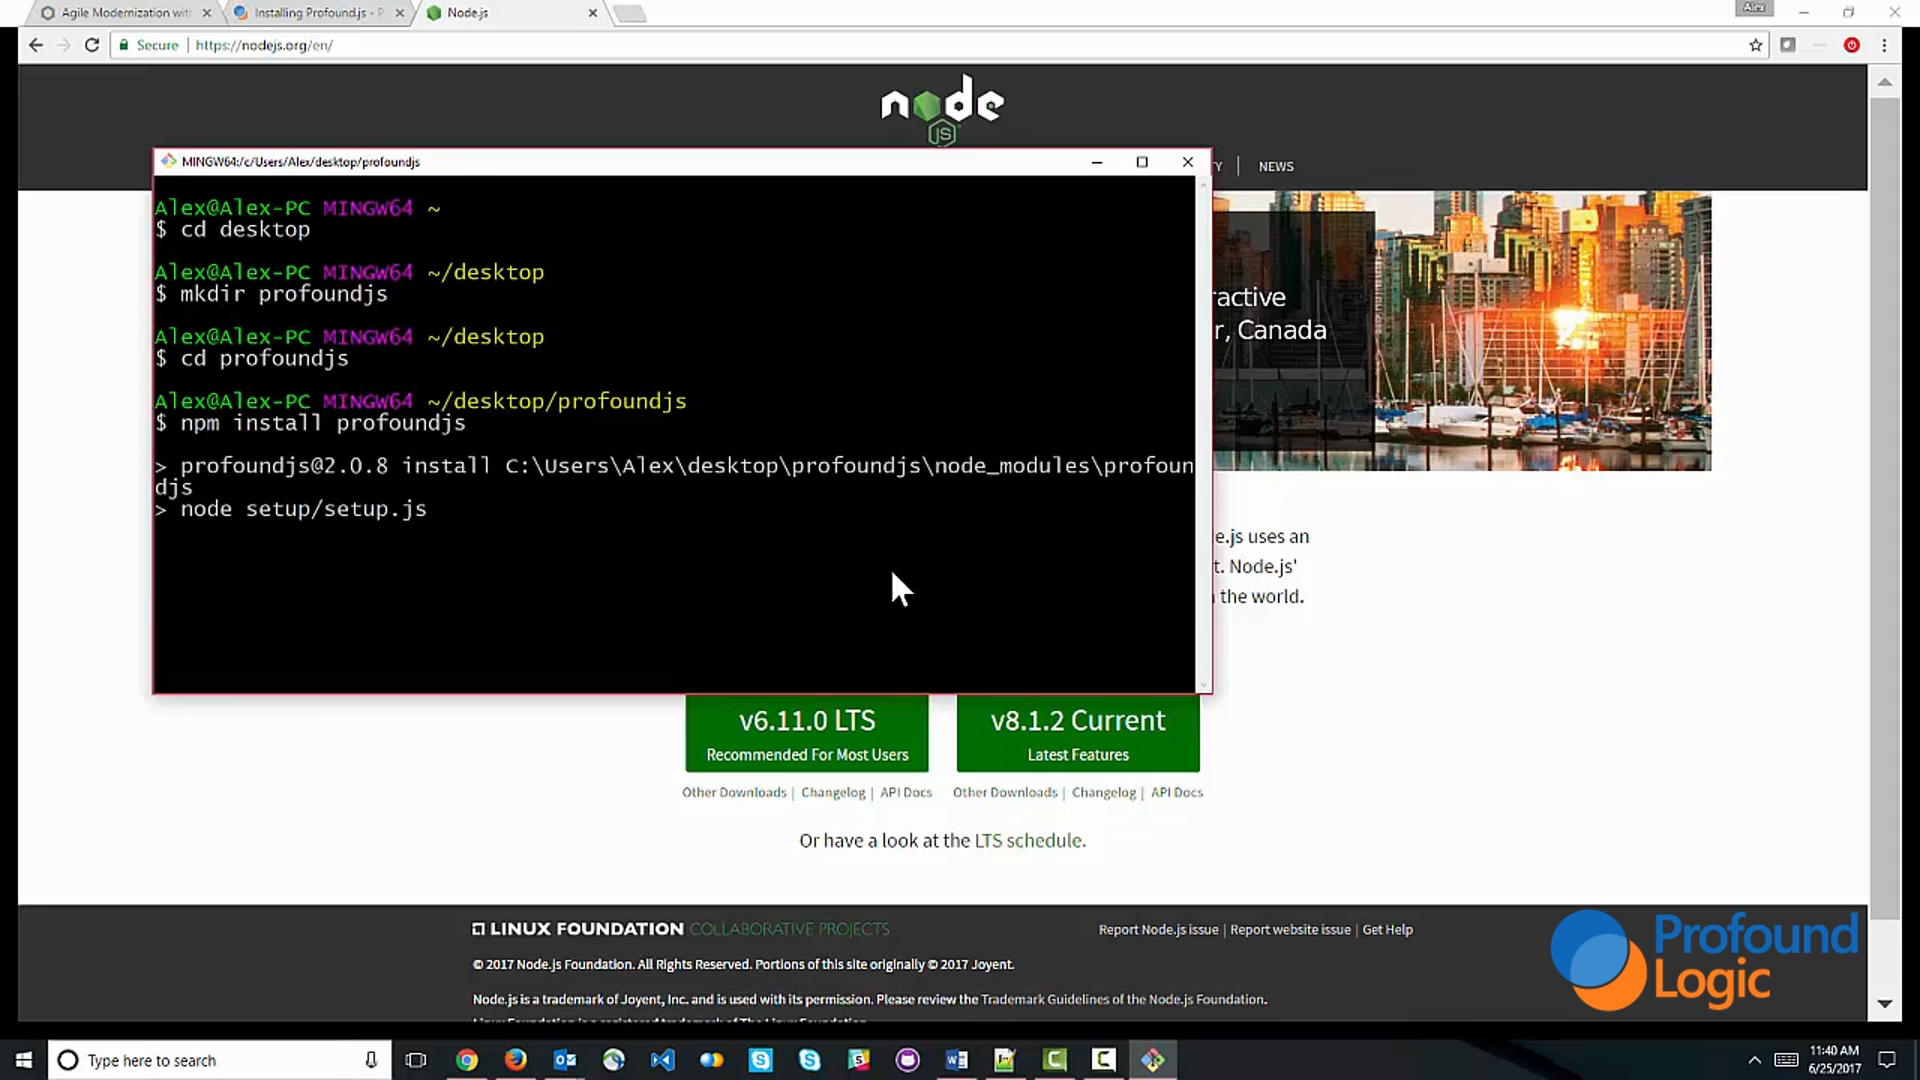 Agile Modernization wit
Installing Profound.js - P
Node.js
Alex
Secure
https://nodejs.org/en/
node
JS
NEWS
MINGW64:/c/Users/Alex/desktop/profoundjs
Alex@Alex-PC MINGW64 ~
$ cd desktop
Alex@Alex-PC MINGW64 ~/desktop
$ mkdir profoundjs
Alex@Alex-PC MINGW64 ~/desktop
$ cd profoundjs
Alex@Alex-PC MINGW64 ~/desktop/profoundjs
$ npm install profoundjs
> profoundjs@2.0.8 install C:\Users\Alex\desktop\profoundjs\node_modules\profoun
djs
> node setup/setup.js
ractive
r, Canada
e.js uses an
t. Node.js'
the world.
v6.11.0 LTS
Recommended For Most Users
v8.1.2 Current
Latest Features
Other Downloads | Changelog | API Docs
Other Downloads | Changelog | API Docs
Or have a look at the LTS schedule.
LINUX FOUNDATION COLLABORATIVE PROJECTS
Report Node.js issue | Report website issue | Get Help
© 2017 Node.js Foundation. All Rights Reserved. Portions of this site originally © 2017 Joyent.
Node.js is a trademark of Joyent, Inc. and is used with its permission. Please review the Trademark Guidelines of the Node.js Foundation.
Profound
Logic
Type here to search
11:40 AM
6/25/2017